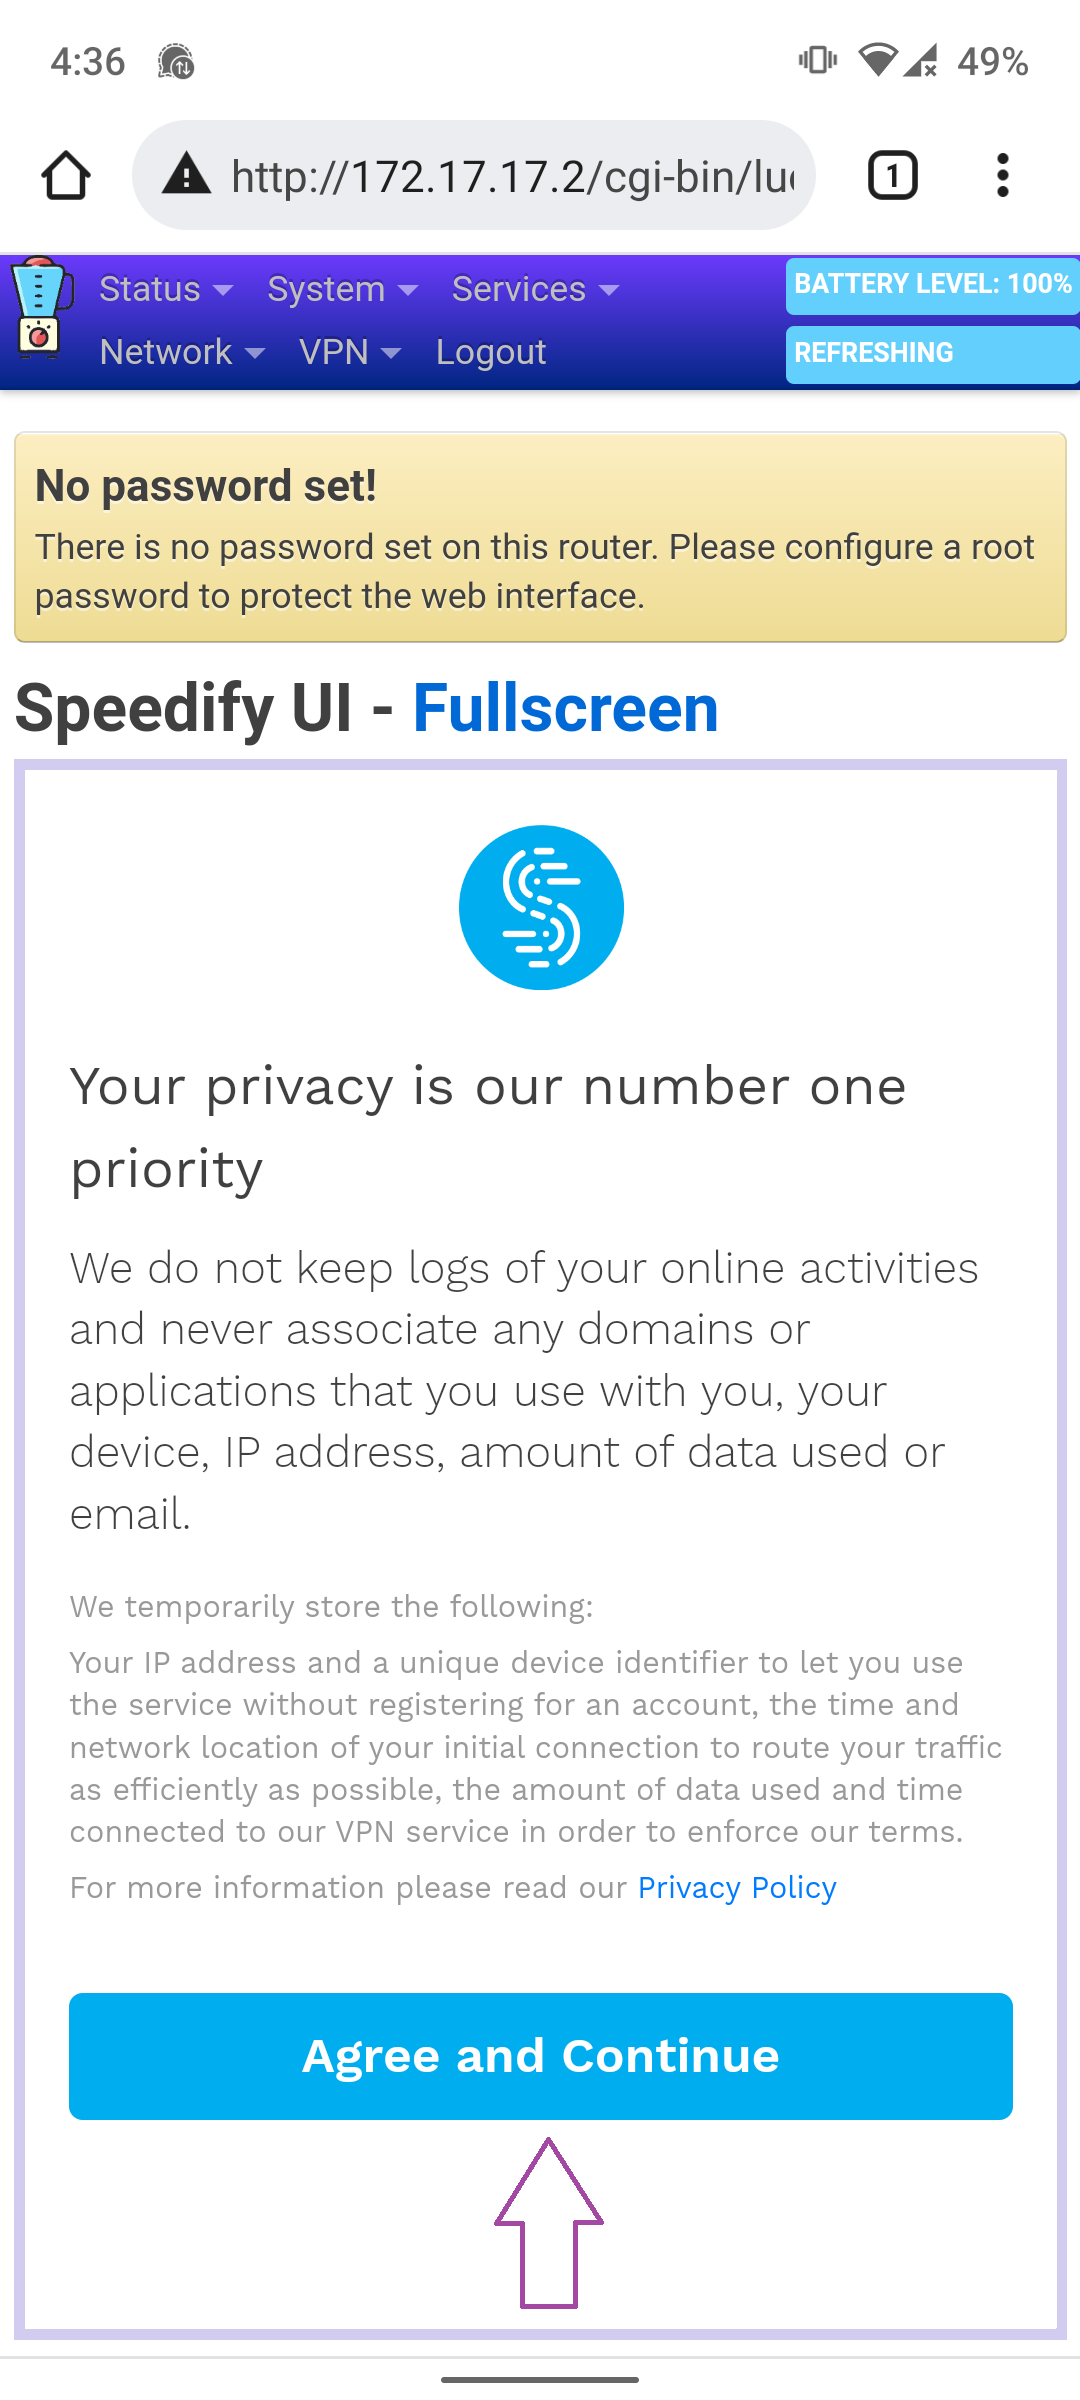 4:36
49%
http://172.17.17.2/cgi-bin/lu
1
Status System Services
BATTERY LEVEL: 100%
Network VPN Logout
REFRESHING
No password set!
There is no password set on this router. Please configure a root
password to protect the web interface.
Speedify UI - Fullscreen
Your privacy is our number one
priority
We do not keep logs of your online activities
and never associate any domains or
applications that you use with you, your
device, IP address, amount of data used or
email.
We temporarily store the following:
Your IP address and a unique device identifier to let you use
the service without registering for an account, the time and
network location of your initial connection to route your traffic
as efficiently as possible, the amount of data used and time
connected to our VPN service in order to enforce our terms.
For more information please read our Privacy Policy
Agree and Continue